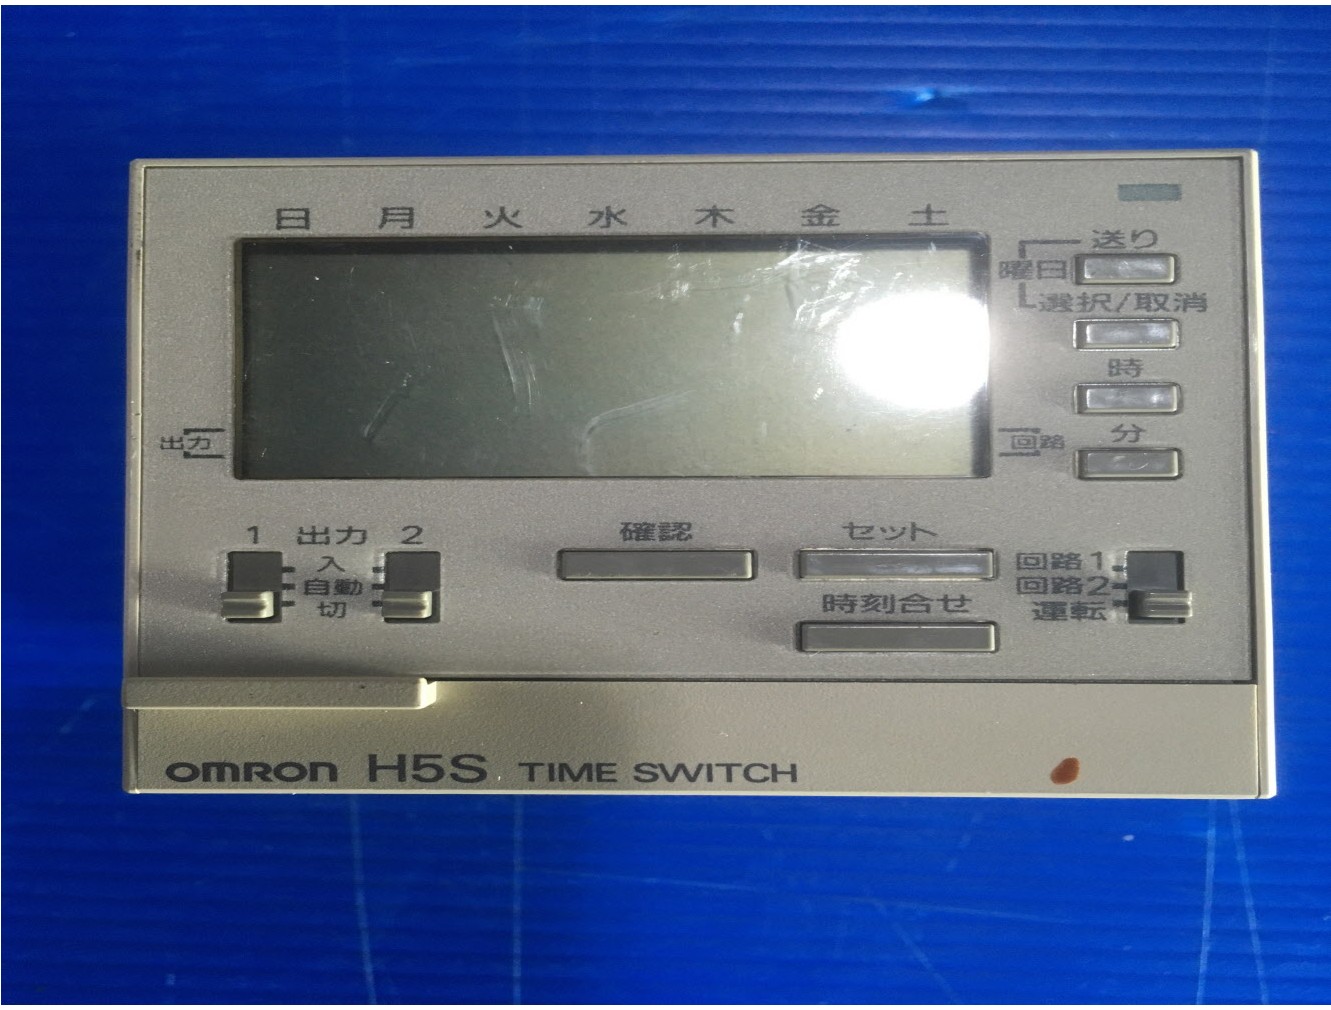 日 月 火 水 木 金 土
送り
曜日
選択/取消
時
分
出力
回路
1 出力 2
入
自動
切
確認
セット
時刻合せ
回路1
回路2
運転
OMRON H5S TIME SWITCH